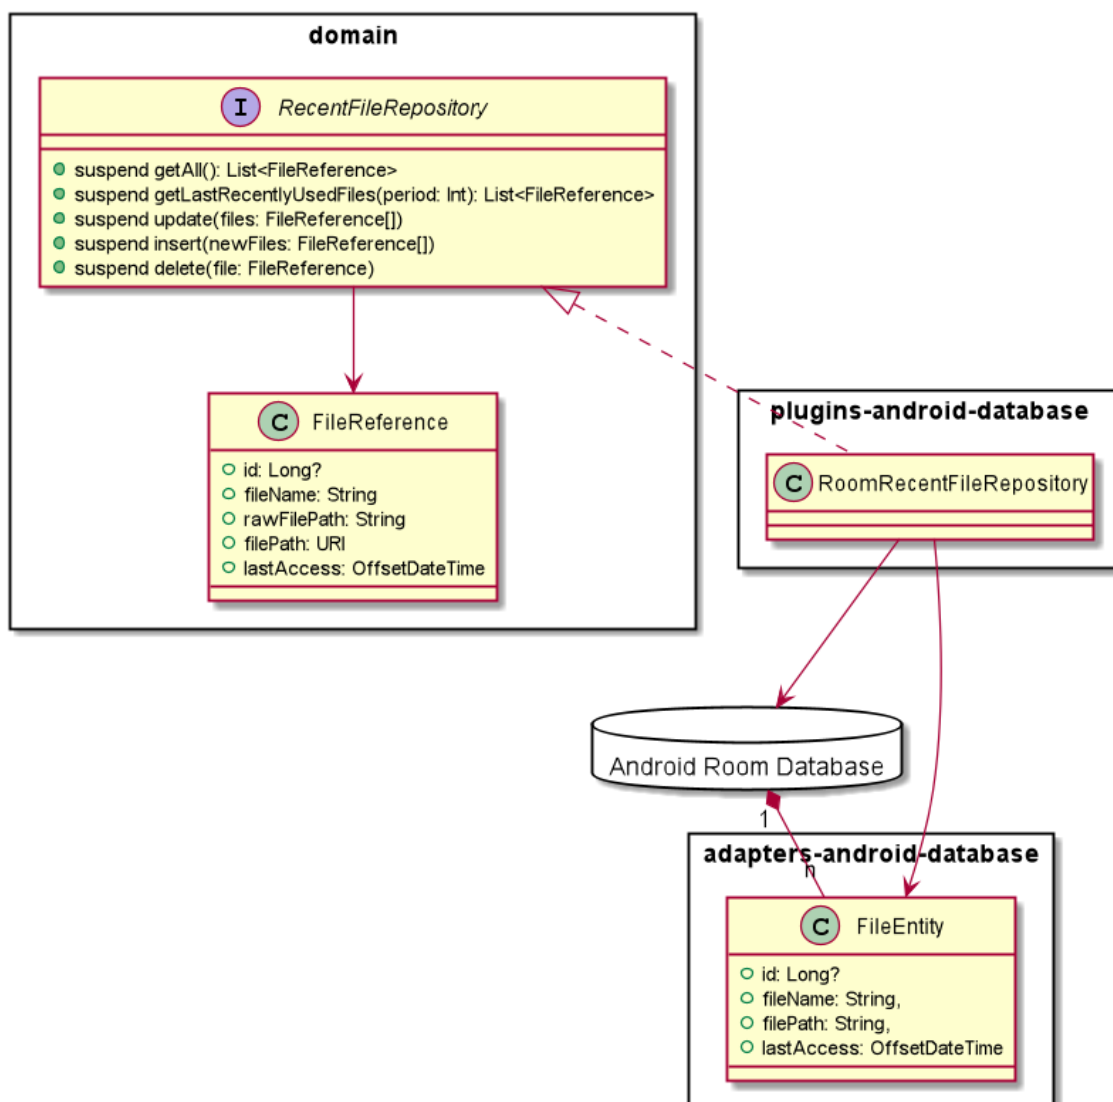 domain
I RecentFileRepository
suspend getAll(): List<FileReference>
suspend getLastRecentlyUsedFiles(period: Int): List<FileReference>
suspend update(files: FileReference[])
suspend insert(newFiles: FileReference[])
suspend delete(file: FileReference)
C FileReference
id: Long?
fileName: String
rawFilePath: String
filePath: URI
lastAccess: OffsetDateTime
plugins-android-database
C RoomRecentFileRepository
Android Room Database
1
adapters-android-database
n
C FileEntity
id: Long?
fileName: String,
filePath: String,
lastAccess: OffsetDateTime